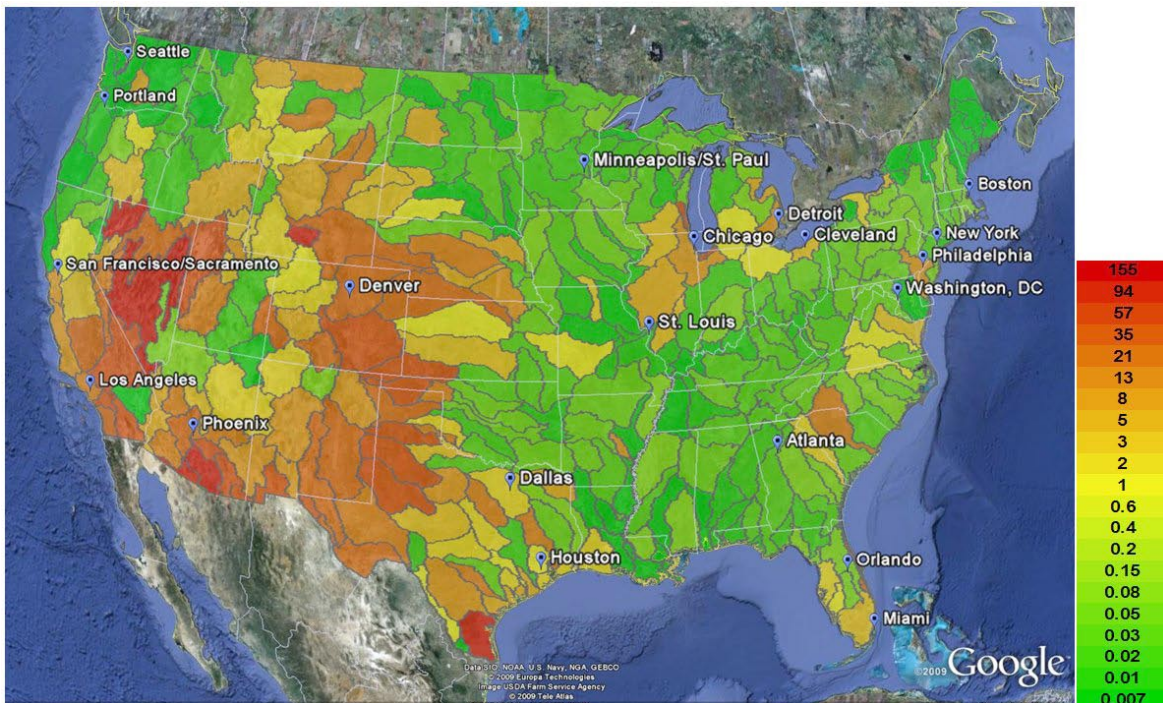 Seattle
Portland
Minneapolis/St. Paul
Boston
Detroit
New York
Chicago
Cleveland
San Francisco/Sacramento
Philadelphia
Denver
Washington, DC
St. Louis
Los Angeles
Phoenix
Atlanta
Dallas
Houston
Orlando
Miami
Data SIO, NOAA, U.S. Navy, NGA, GEBCO
© 2009 Europa Technologies
Image USDA Farm Service Agency
© 2009 Tele Atlas
©2009 Google
155
94
57
35
21
13
8
5
3
2
1
0.6
0.4
0.2
0.15
0.08
0.05
0.03
0.02
0.01
0.007